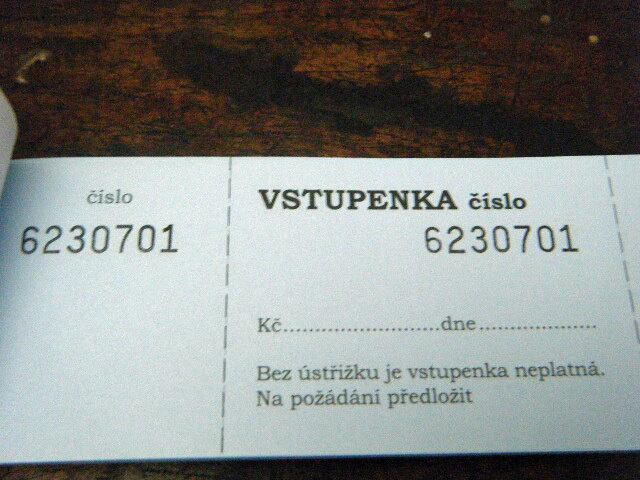 číslo
6230701
VSTUPENKA číslo
6230701
Kč.........................dne...................
Bez ústřižku je vstupenka neplatná.
Na požádání předložit